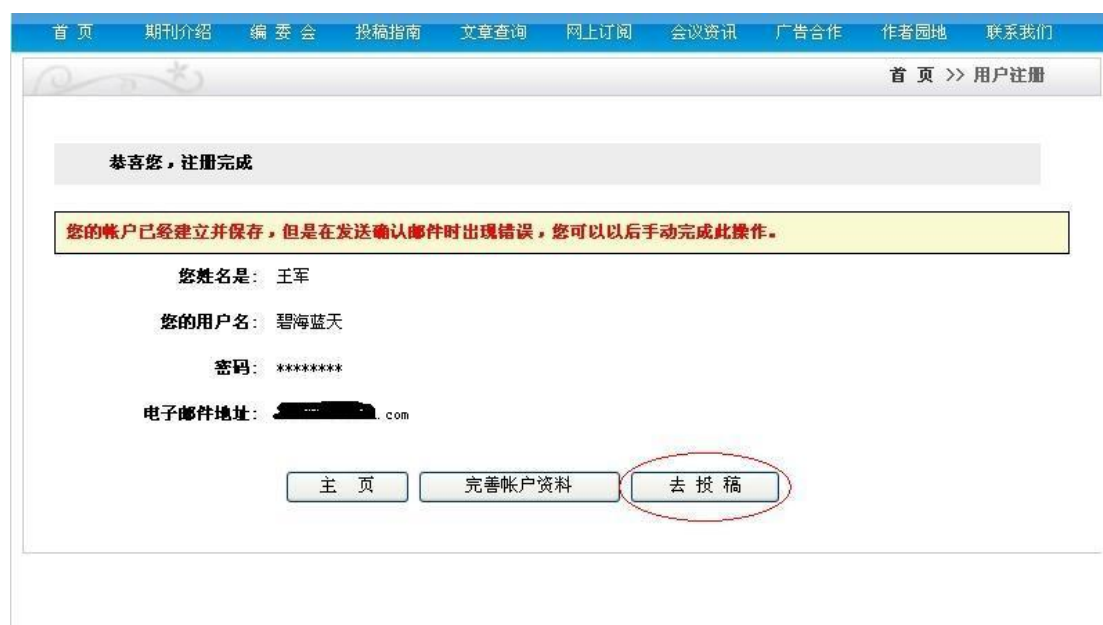 首 页 期刊介绍 编 委 会 投稿指南 文章查询 网上订阅 会议资讯 广告合作 作者园地 联系我们
首 页 >> 用户注册
恭喜您，注册完成
您的帐户已经建立并保存，但是在发送确认邮件时出现错误，您可以以后手动完成此操作。
您姓名是: 王军
您的用户名: 碧海蓝天
密码: ********
电子邮件地址: .com
主 页 完善帐户资料 去 投 稿